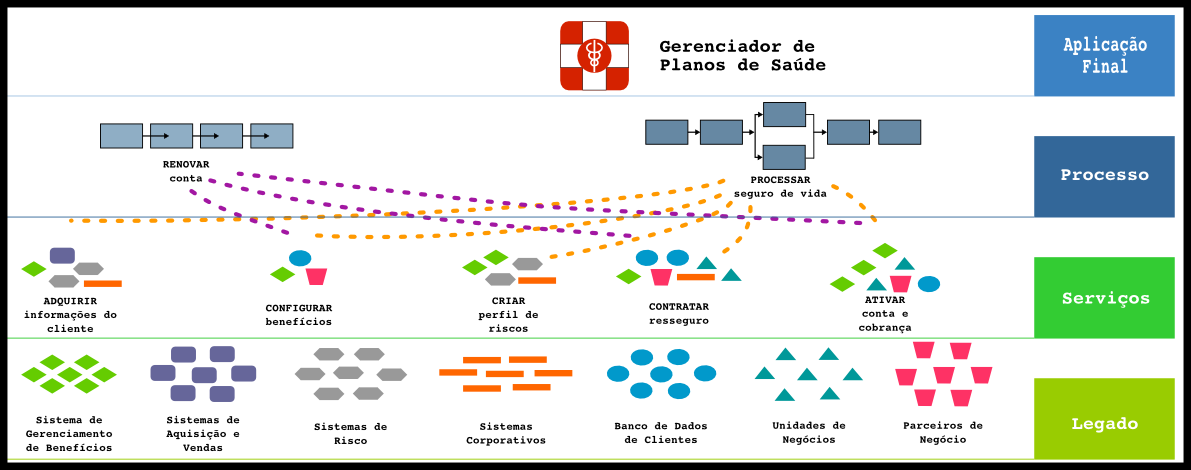 Gerenciador de
Planos de Saúde
Aplicação
Final
RENOVAR
conta
PROCESSAR
seguro de vida
Processo
ADQUIRIR
informações do
cliente
CONFIGURAR
benefícios
CRIAR
perfil de
riscos
CONTRATAR
resseguro
ATIVAR
conta e
cobrança
Serviços
Sistema de
Gerenciamento
de Benefícios
Sistemas de
Aquisição e
Vendas
Sistemas de
Risco
Sistemas
Corporativos
Banco de Dados
de Clientes
Unidades de
Negócios
Parceiros de
Negócio
Legado